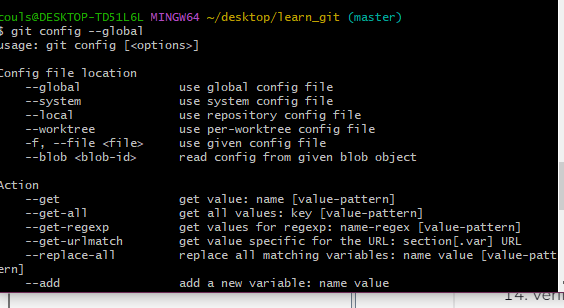 couls@DESKTOP-TD51L6L MINGW64 ~/desktop/learn_git (master)
$ git config --global
usage: git config [<options>]

Config file location
    --global              use global config file
    --system              use system config file
    --local               use repository config file
    --worktree            use per-worktree config file
    -f, --file <file>     use given config file
    --blob <blob-id>      read config from given blob object

Action
    --get                 get value: name [value-pattern]
    --get-all             get all values: key [value-pattern]
    --get-regexp          get values for regexp: name-regex [value-pattern]
    --get-urlmatch        get value specific for the URL: section[.var] URL
    --replace-all         replace all matching variables: name value [value-patt
ern]
    --add                 add a new variable: name value
14.